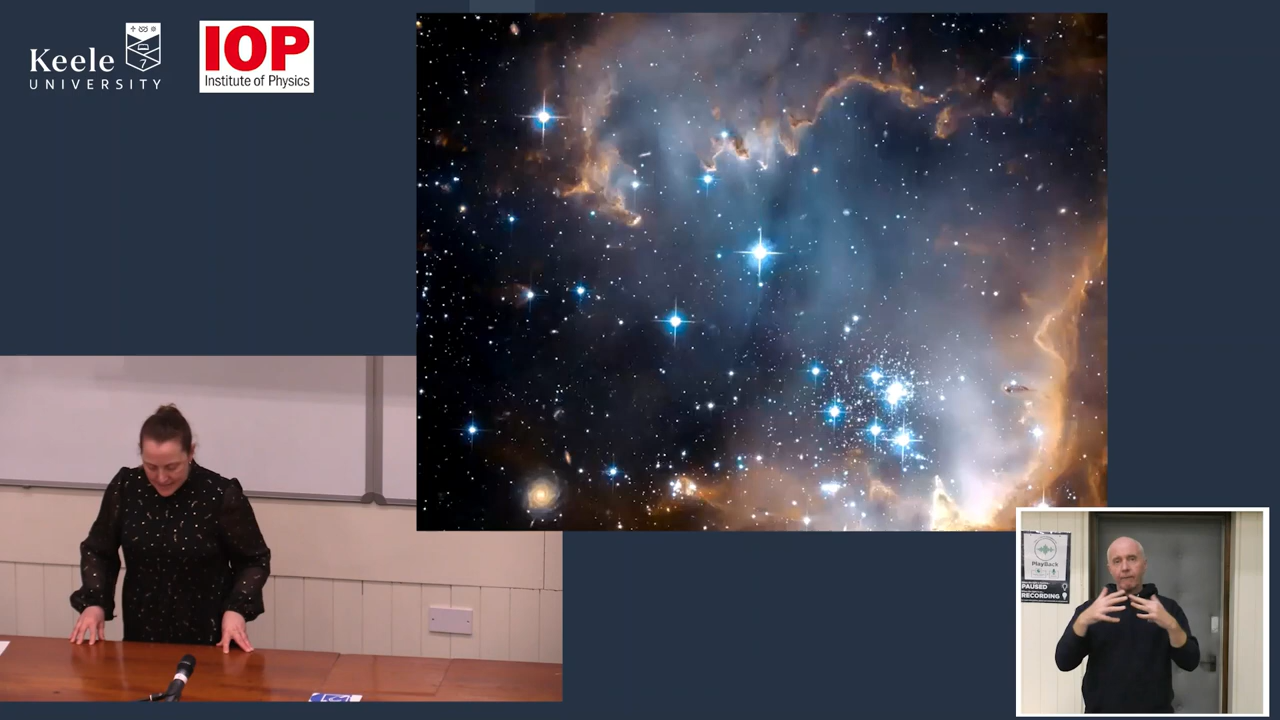 Keele
UNIVERSITY
IOP
Institute of Physics
PlayBack
PAUSED
RECORDING